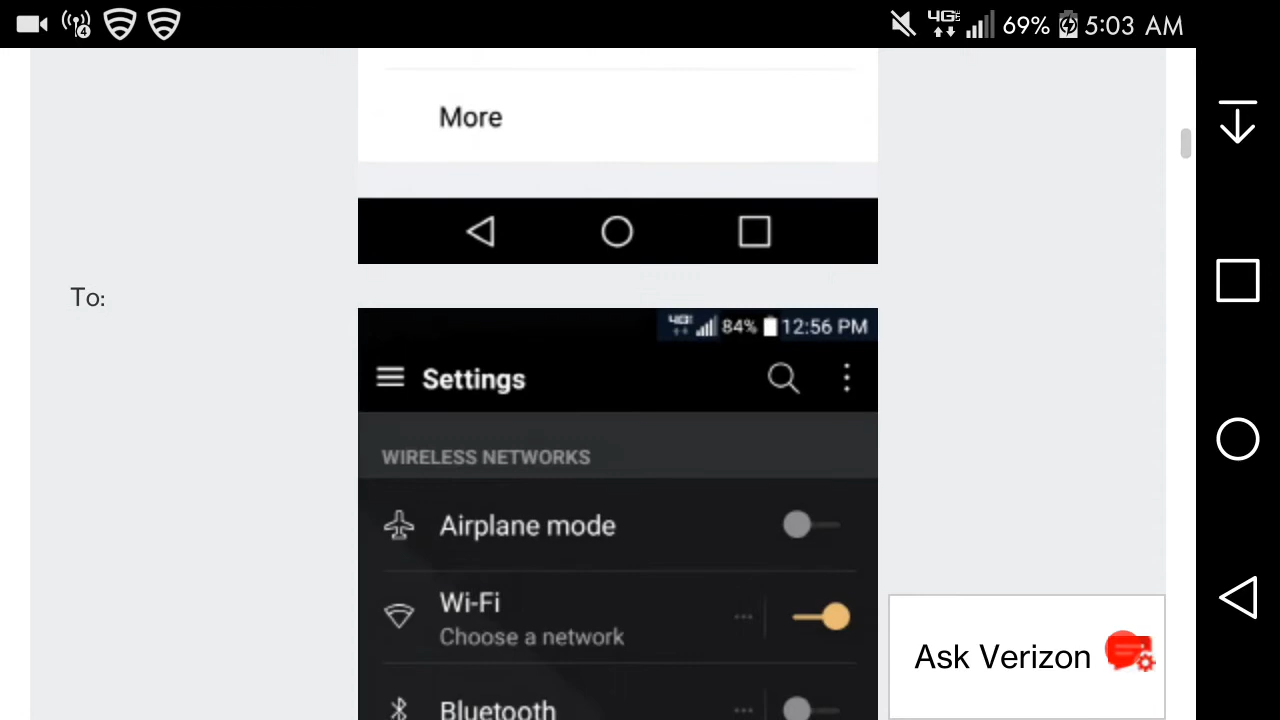 4G 69% 5:03 AM
More
To:
4G 84% 12:56 PM
Settings
WIRELESS NETWORKS
Airplane mode
Wi-Fi
Choose a network
Bluetooth
Ask Verizon